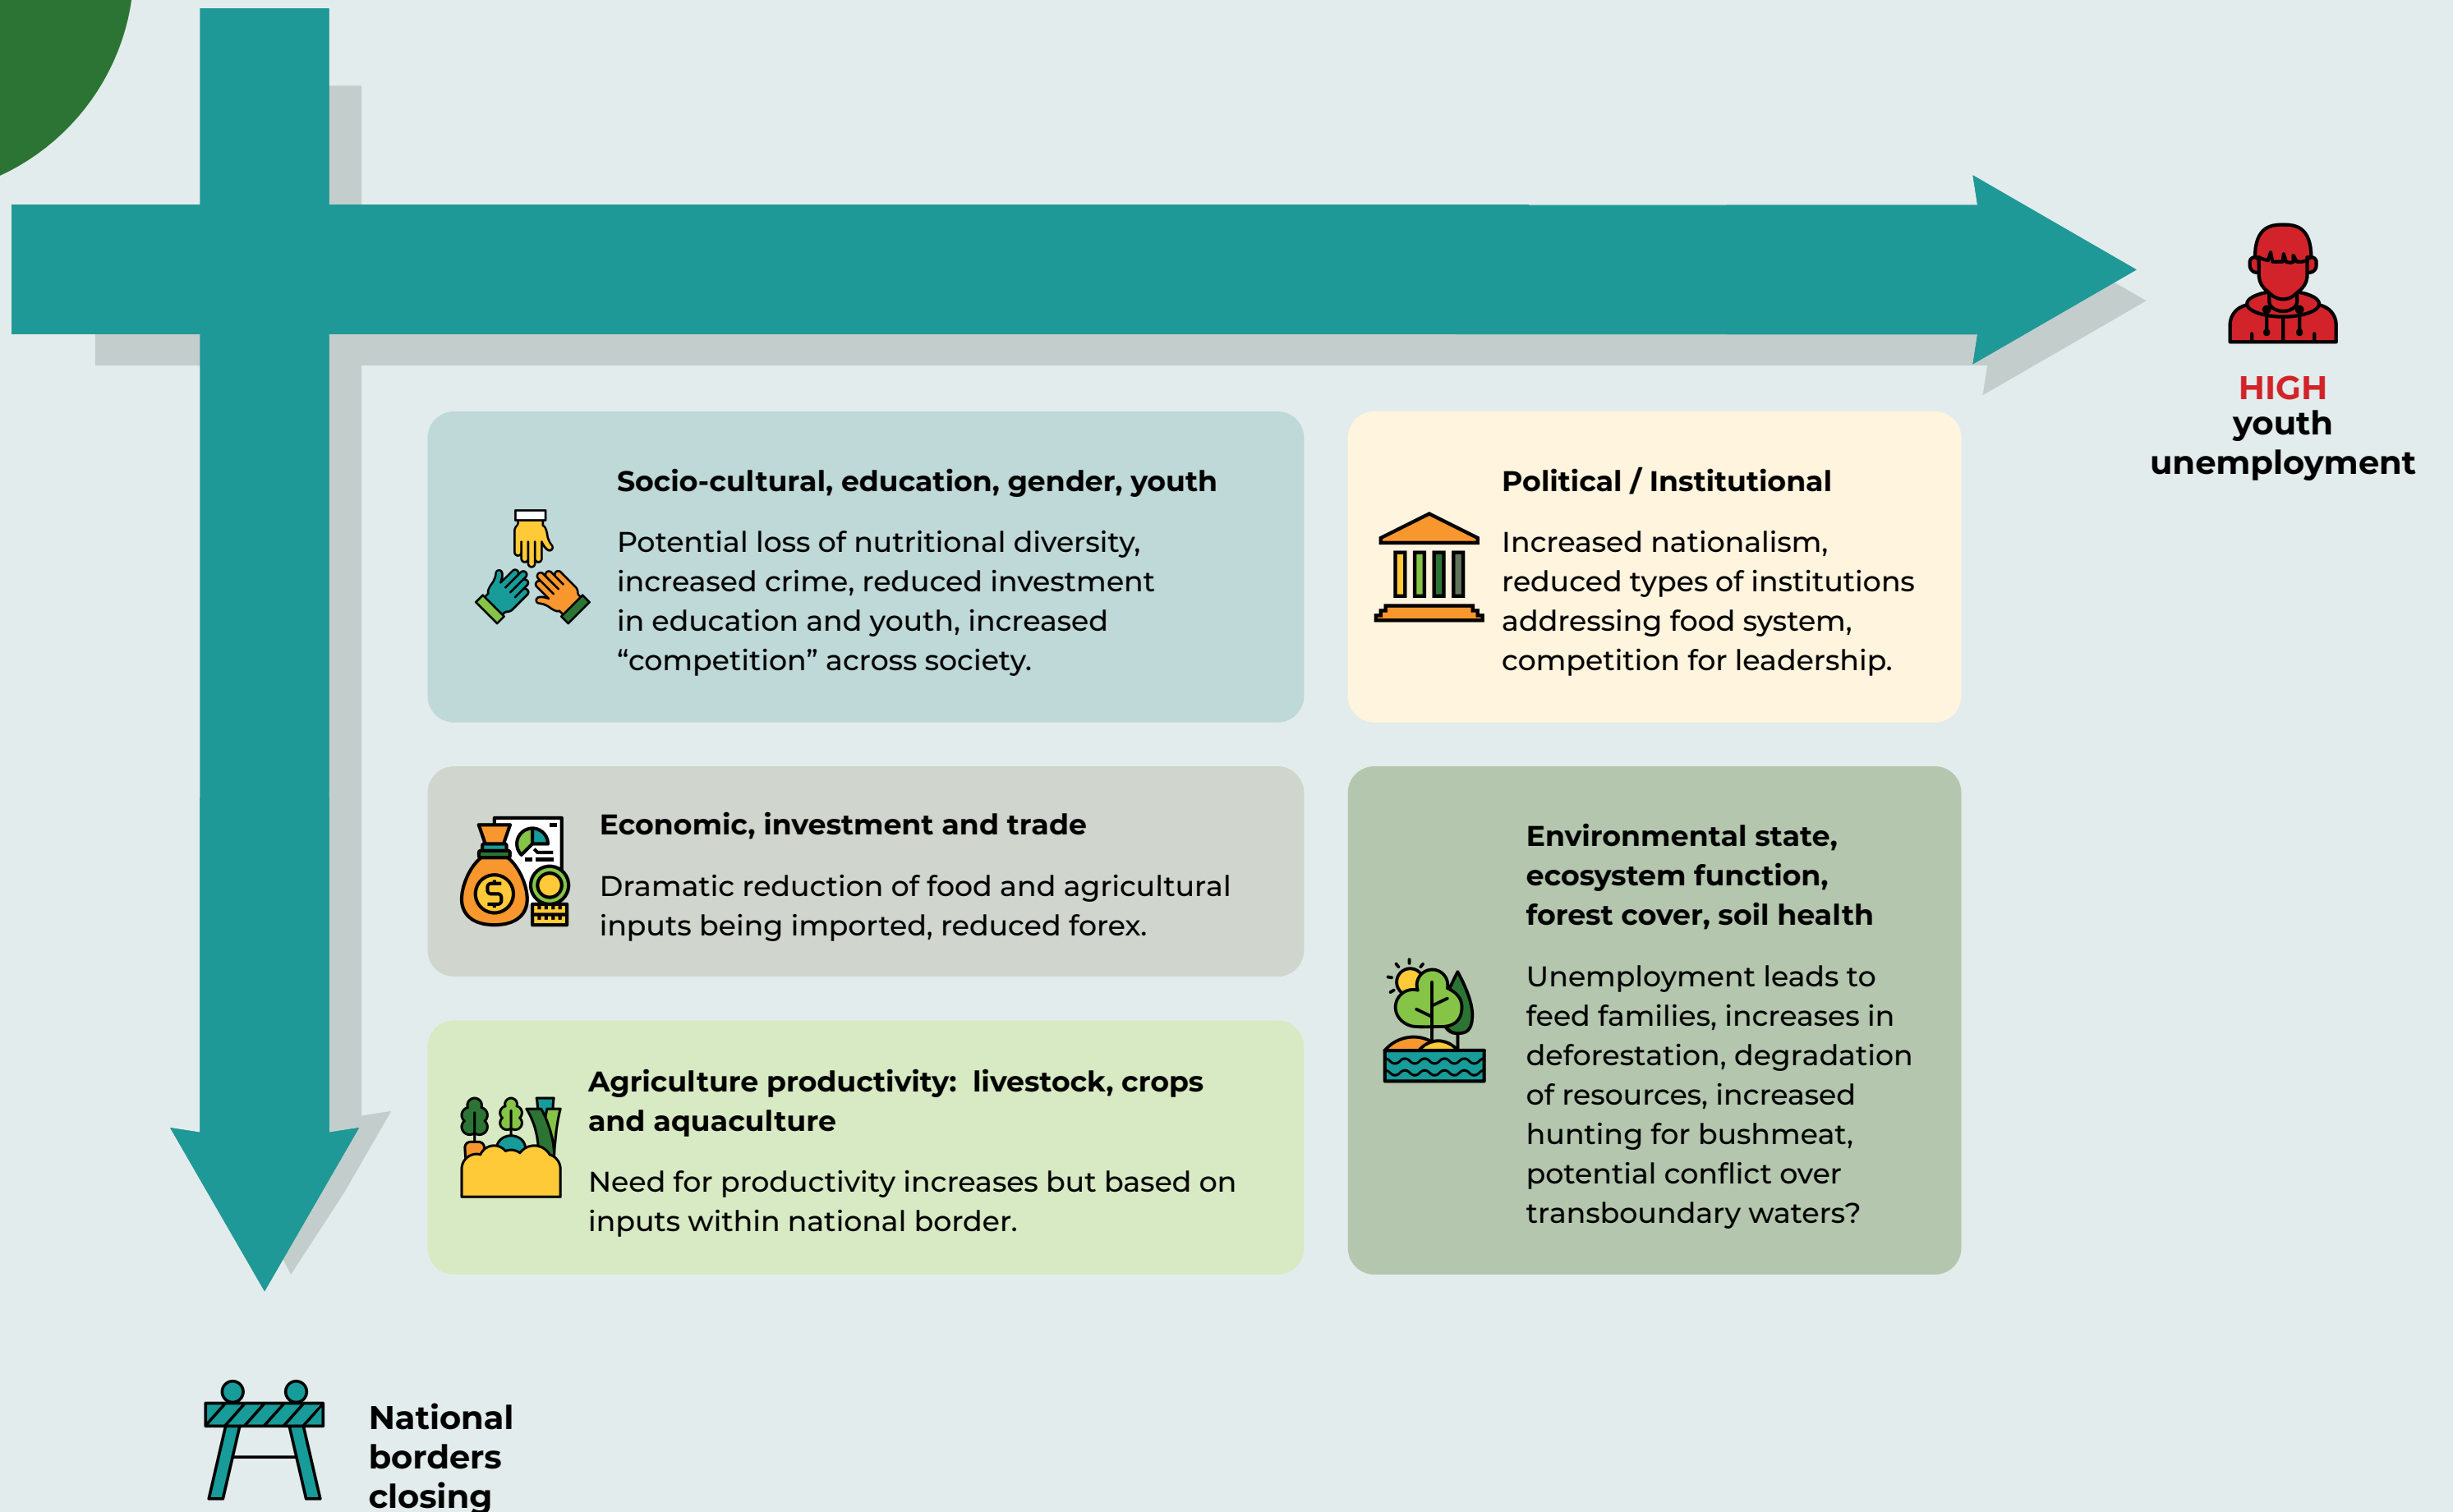 HIGH
youth
unemployment
Socio-cultural, education, gender, youth
Potential loss of nutritional diversity,
increased crime, reduced investment
in education and youth, increased
“competition” across society.
Political / Institutional
Increased nationalism,
reduced types of institutions
addressing food system,
competition for leadership.
Economic, investment and trade
Dramatic reduction of food and agricultural
inputs being imported, reduced forex.
Environmental state,
ecosystem function,
forest cover, soil health
Unemployment leads to
feed families, increases in
deforestation, degradation
of resources, increased
hunting for bushmeat,
potential conflict over
transboundary waters?
Agriculture productivity:  livestock, crops
and aquaculture
Need for productivity increases but based on
inputs within national border.
National
borders
closing